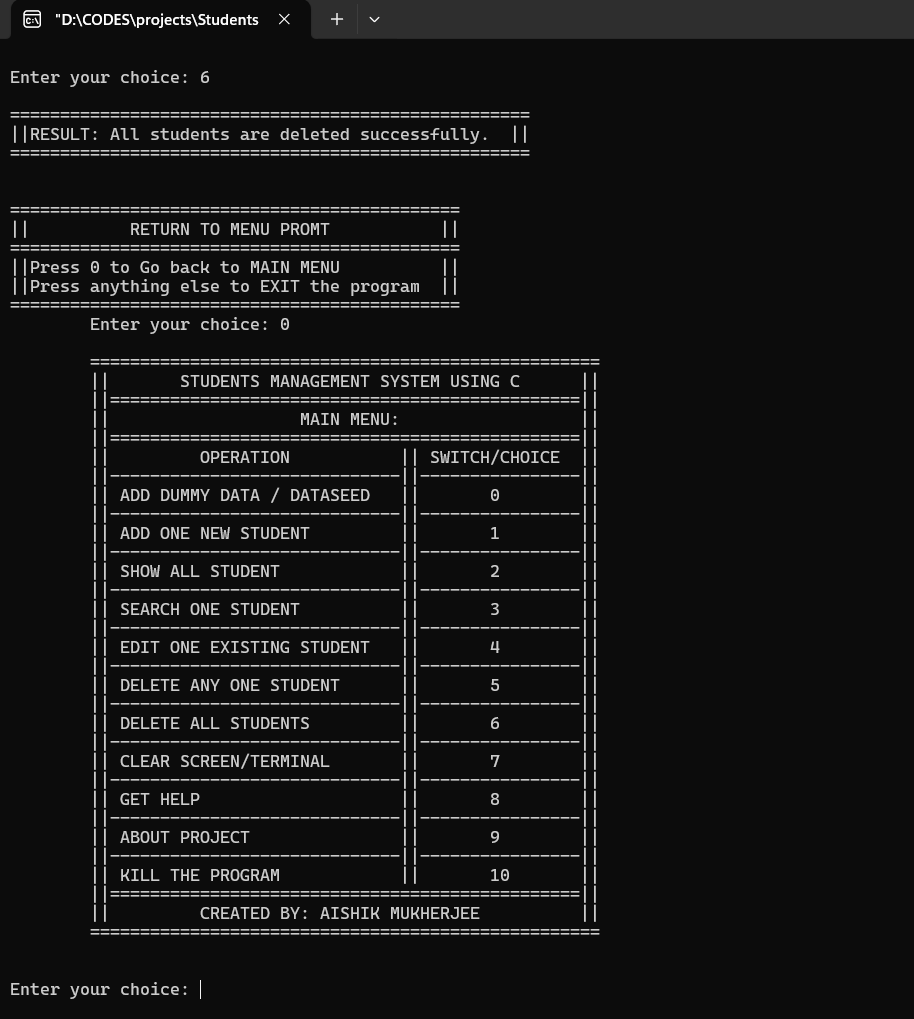 "D:\CODES\projects\Students
Enter your choice: 6
====================================================
||RESULT: All students are deleted successfully.  ||
====================================================
=============================================
||          RETURN TO MENU PROMT           ||
=============================================
||Press 0 to Go back to MAIN MENU          ||
||Press anything else to EXIT the program  ||
=============================================
        Enter your choice: 0
        ===================================================
        ||       STUDENTS MANAGEMENT SYSTEM USING C      ||
        ||===============================================||
        ||                   MAIN MENU:                  ||
        ||===============================================||
        ||         OPERATION           || SWITCH/CHOICE  ||
        ||-----------------------------||----------------||
        || ADD DUMMY DATA / DATASEED   ||       0        ||
        ||-----------------------------||----------------||
        || ADD ONE NEW STUDENT         ||       1        ||
        ||-----------------------------||----------------||
        || SHOW ALL STUDENT            ||       2        ||
        ||-----------------------------||----------------||
        || SEARCH ONE STUDENT          ||       3        ||
        ||-----------------------------||----------------||
        || EDIT ONE EXISTING STUDENT   ||       4        ||
        ||-----------------------------||----------------||
        || DELETE ANY ONE STUDENT      ||       5        ||
        ||-----------------------------||----------------||
        || DELETE ALL STUDENTS         ||       6        ||
        ||-----------------------------||----------------||
        || CLEAR SCREEN/TERMINAL       ||       7        ||
        ||-----------------------------||----------------||
        || GET HELP                    ||       8        ||
        ||-----------------------------||----------------||
        || ABOUT PROJECT               ||       9        ||
        ||-----------------------------||----------------||
        || KILL THE PROGRAM            ||       10       ||
        ||===============================================||
        ||         CREATED BY: AISHIK MUKHERJEE          ||
        ===================================================
Enter your choice: